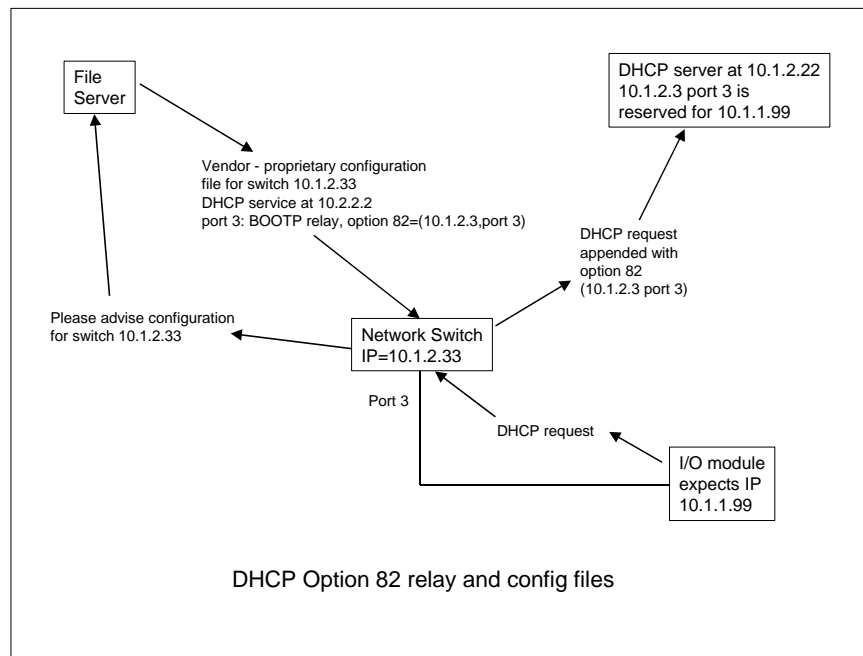 File
Server
DHCP server at 10.1.2.22
10.1.2.3 port 3 is
reserved for 10.1.1.99
Vendor - proprietary configuration
file for switch 10.1.2.33
DHCP service at 10.2.2.2
port 3: BOOTP relay, option 82=(10.1.2.3,port 3)
DHCP request
appended with
option 82
(10.1.2.3 port 3)
Please advise configuration
for switch 10.1.2.33
Network Switch
IP=10.1.2.33
Port 3
DHCP request
I/O module
expects IP
10.1.1.99
DHCP Option 82 relay and config files